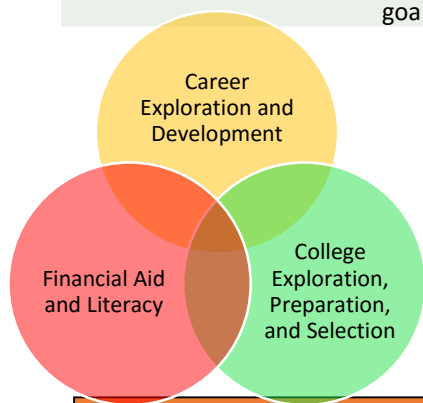 goa
Career
Exploration and
Development
Financial Aid
and Literacy
College
Exploration,
Preparation,
and Selection